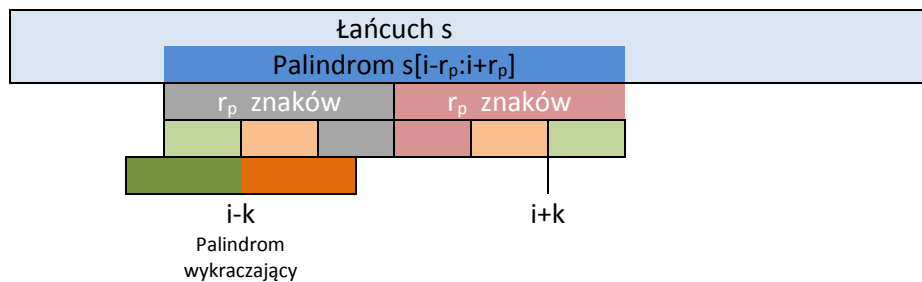 Łańcuch s
Palindrom s[i-rₚ:i+rₚ]
rₚ znaków rₚ znaków
i-k i+k
Palindrom
wykraczający